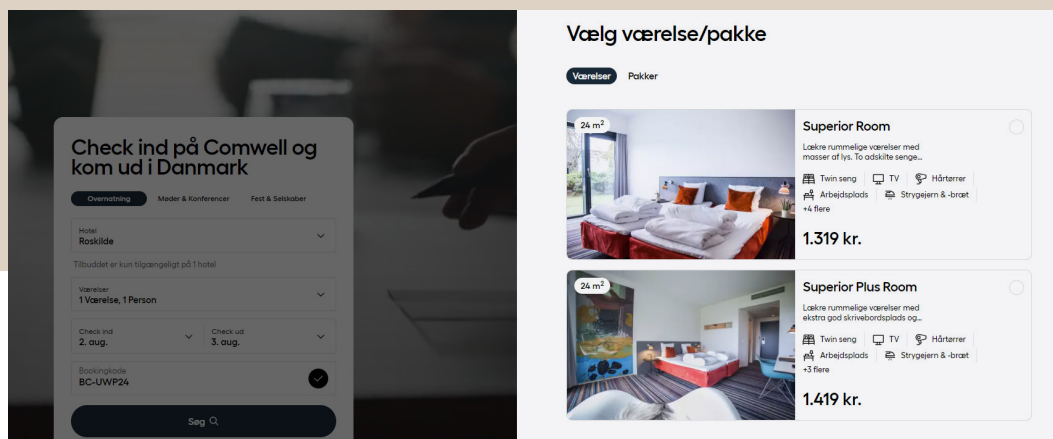 Check ind på Comwell og
kom ud i Danmark
Overnatning Møder & Konferencer Fest & Selskaber
Hotel
Roskilde
Tilbuddet er kun tilgængeligt på 1 hotel
Værelser
1 Værelse, 1 Person
Check ind Check ud
2. aug. 3. aug.
Bookingkode
BC-UWP24
Søg
Vælg værelse/pakke
Værelser Pakker
24 m²
Superior Room
Lækre rummelige værelser med
masser af lys. To adskilte senge...
Twin seng TV Hårtørrer
Arbejdsplads Strygejern & -bræt
+4 flere
1.319 kr.
24 m²
Superior Plus Room
Lækre rummelige værelser med
ekstra god skrivebordsplads og...
Twin seng TV Hårtørrer
Arbejdsplads Strygejern & -bræt
+3 flere
1.419 kr.